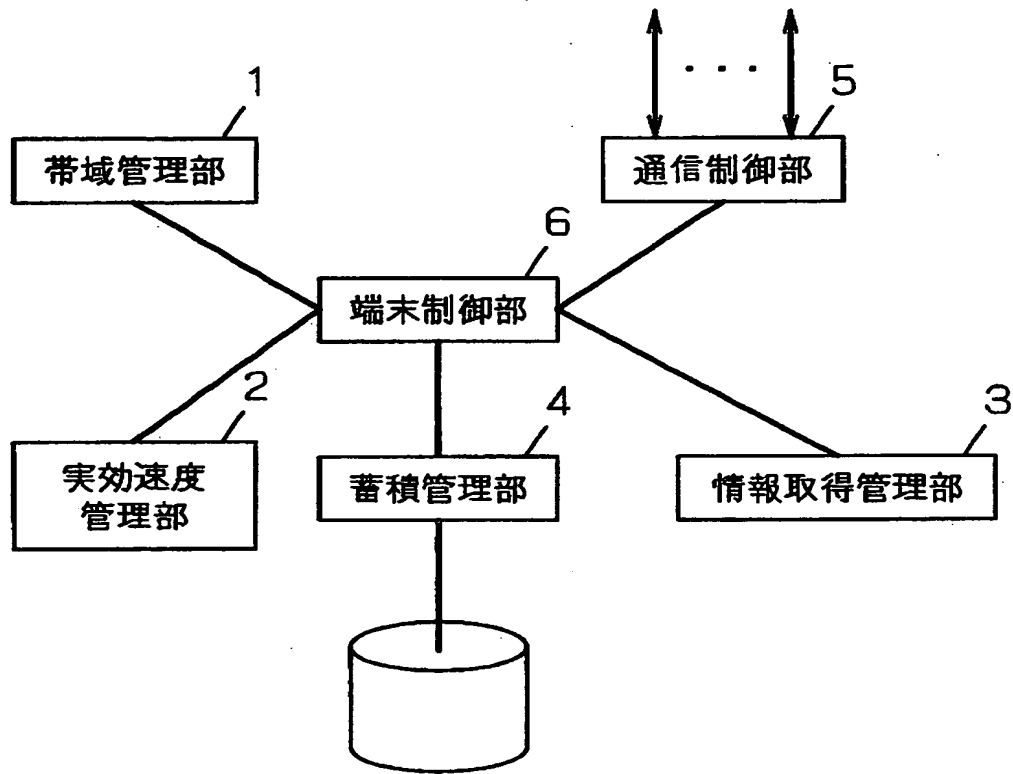 1
帯域管理部
・・・
5
通信制御部
6
端末制御部
2
実効速度
管理部
4
蓄積管理部
3
情報取得管理部